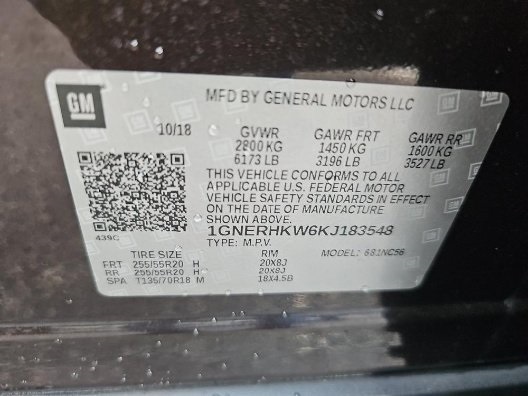 GM
MFD BY GENERAL MOTORS LLC
10/18 GVWR GAWR FRT GAWR RR
2800 KG 1450 KG 1600 KG
6173 LB 3196 LB 3527 LB
THIS VEHICLE CONFORMS TO ALL
APPLICABLE U.S. FEDERAL MOTOR
VEHICLE SAFETY STANDARDS IN EFFECT
ON THE DATE OF MANUFACTURE
SHOWN ABOVE.
439C 1GNERHKW6KJ183548
TYPE: M.P.V. MODEL: 681NC56
TIRE SIZE RIM
FRT 255/55R20 H 20X8J
RR 255/55R20 H 20X8J
SPA T135/70R18 M 18X4.5B